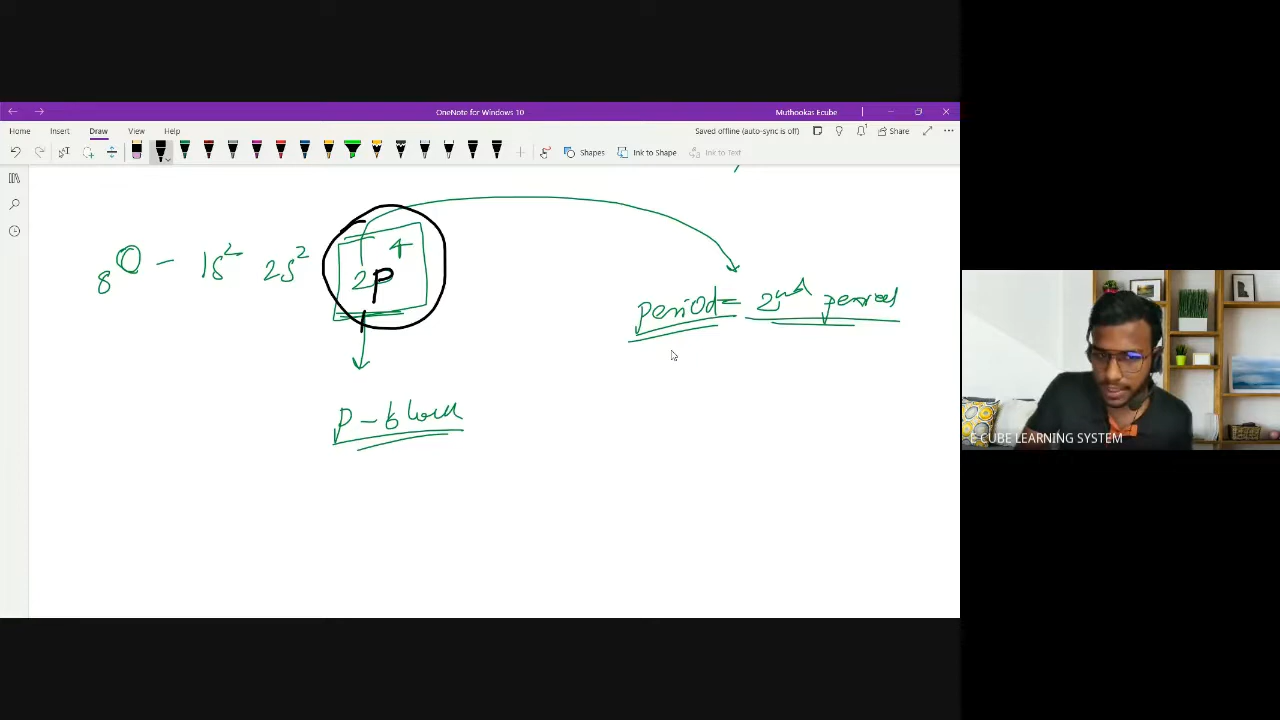 OneNote for Windows 10
Muthookas Ecube
Home Insert Draw View Help
Saved offline (auto-sync is off)
Share
Shapes
Ink to Shape
Ink to Text
8O - 1s² 2s² 2p⁴
period = 2nd period
P - block
E CUBE LEARNING SYSTEM